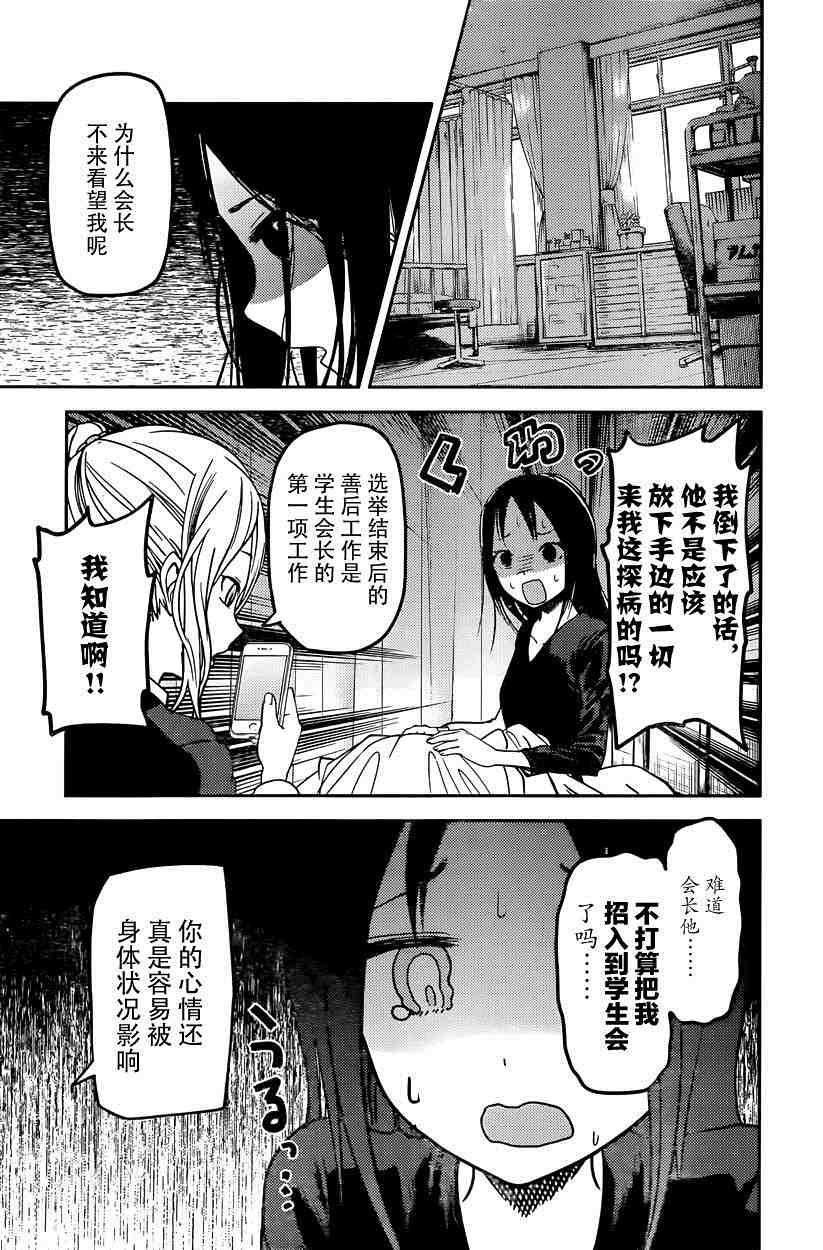 为什么会长
不来看望我呢
我倒下了的话,
他不是应该
放下手边的一切
来我这探病的吗!?
选举结束后的
善后工作是
学生会长的
第一项工作
我知道啊!!
难道
会长他……
不打算把我
招入到学生会
了吗……
你的心情还
真是容易被
身体状况影响
うるっ…